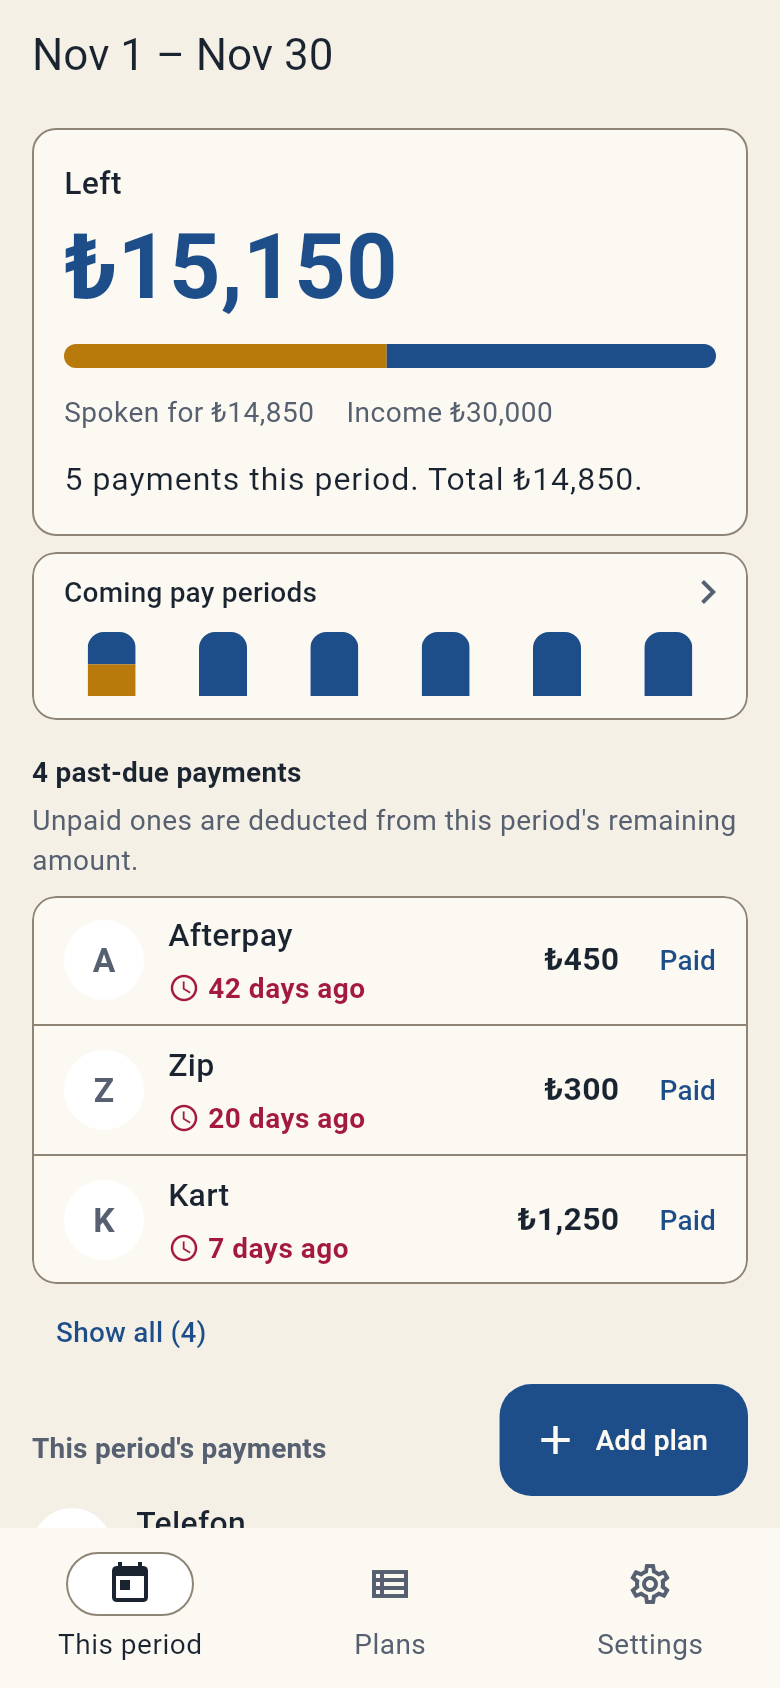 Nov 1 – Nov 30
Left
₺15,150
Spoken for ₺14,850 Income ₺30,000
5 payments this period. Total ₺14,850.
Coming pay periods
4 past-due payments
Unpaid ones are deducted from this period's remaining
amount.
A Afterpay ₺450 Paid
42 days ago
Z Zip ₺300 Paid
20 days ago
K Kart ₺1,250 Paid
7 days ago
Show all (4)
Add plan
This period's payments
Telefon
This period Plans Settings